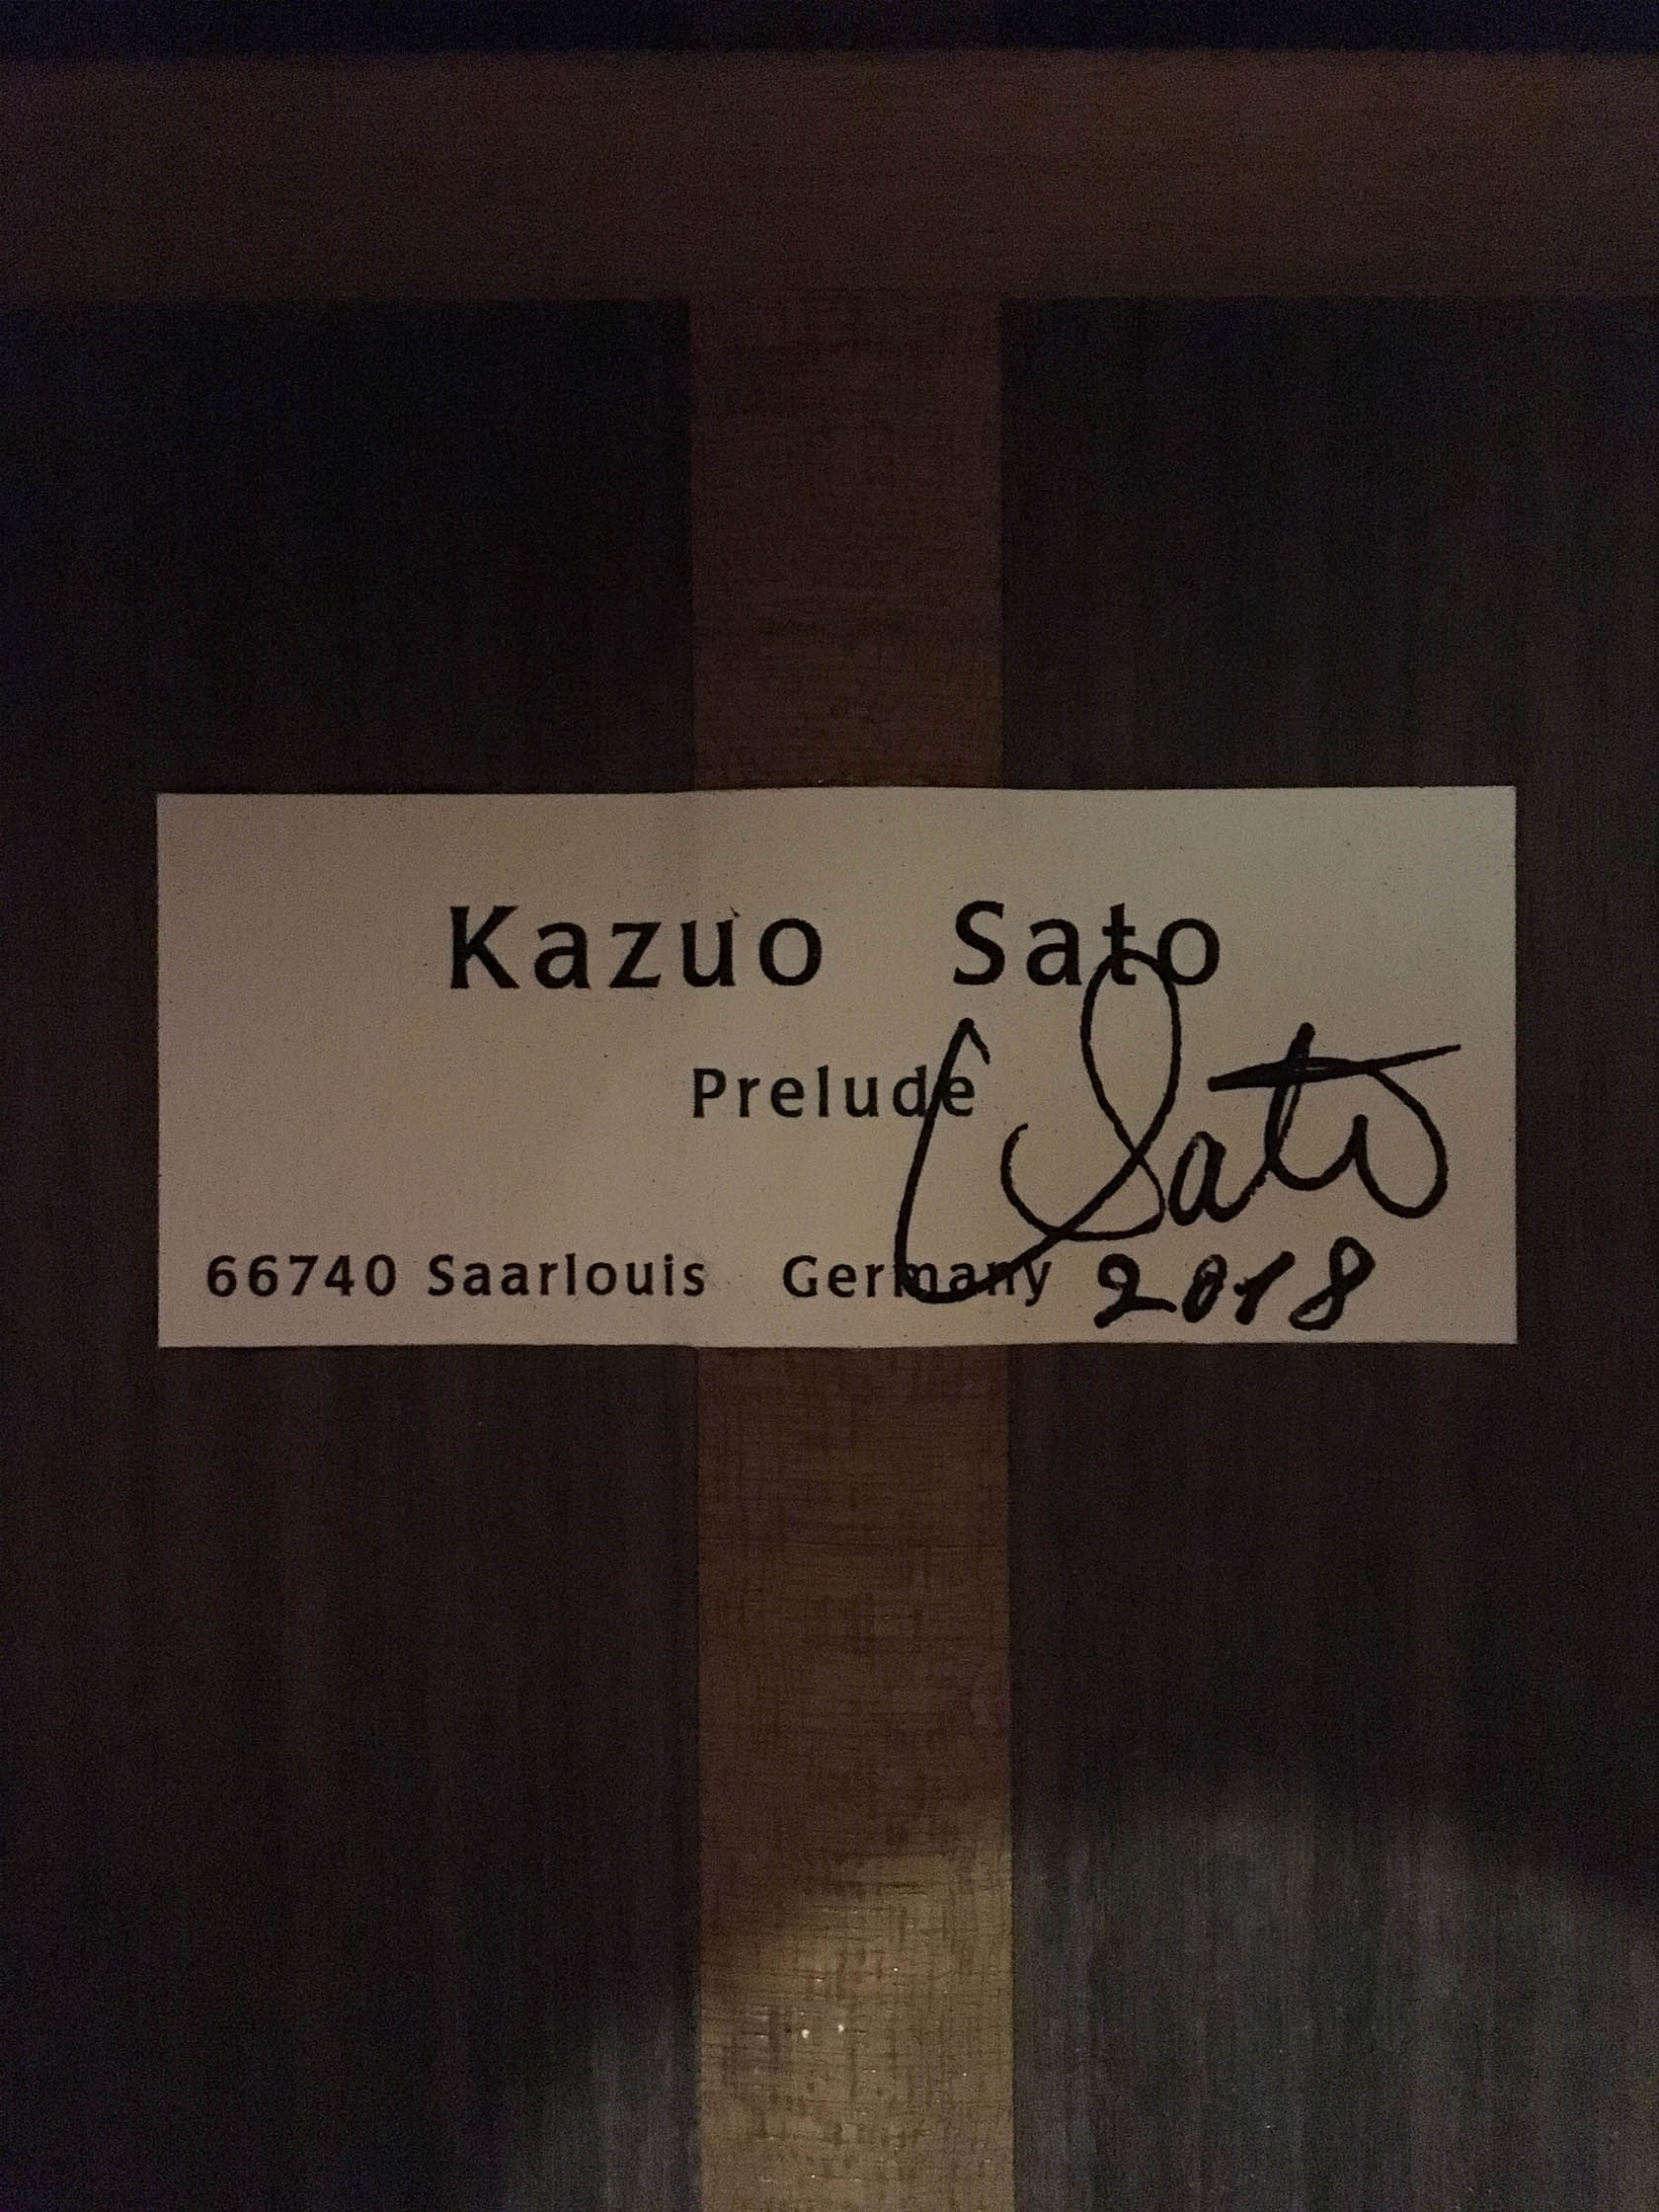 Kazuo Sato
Prelude
Sato
66740 Saarlouis Germany 2018